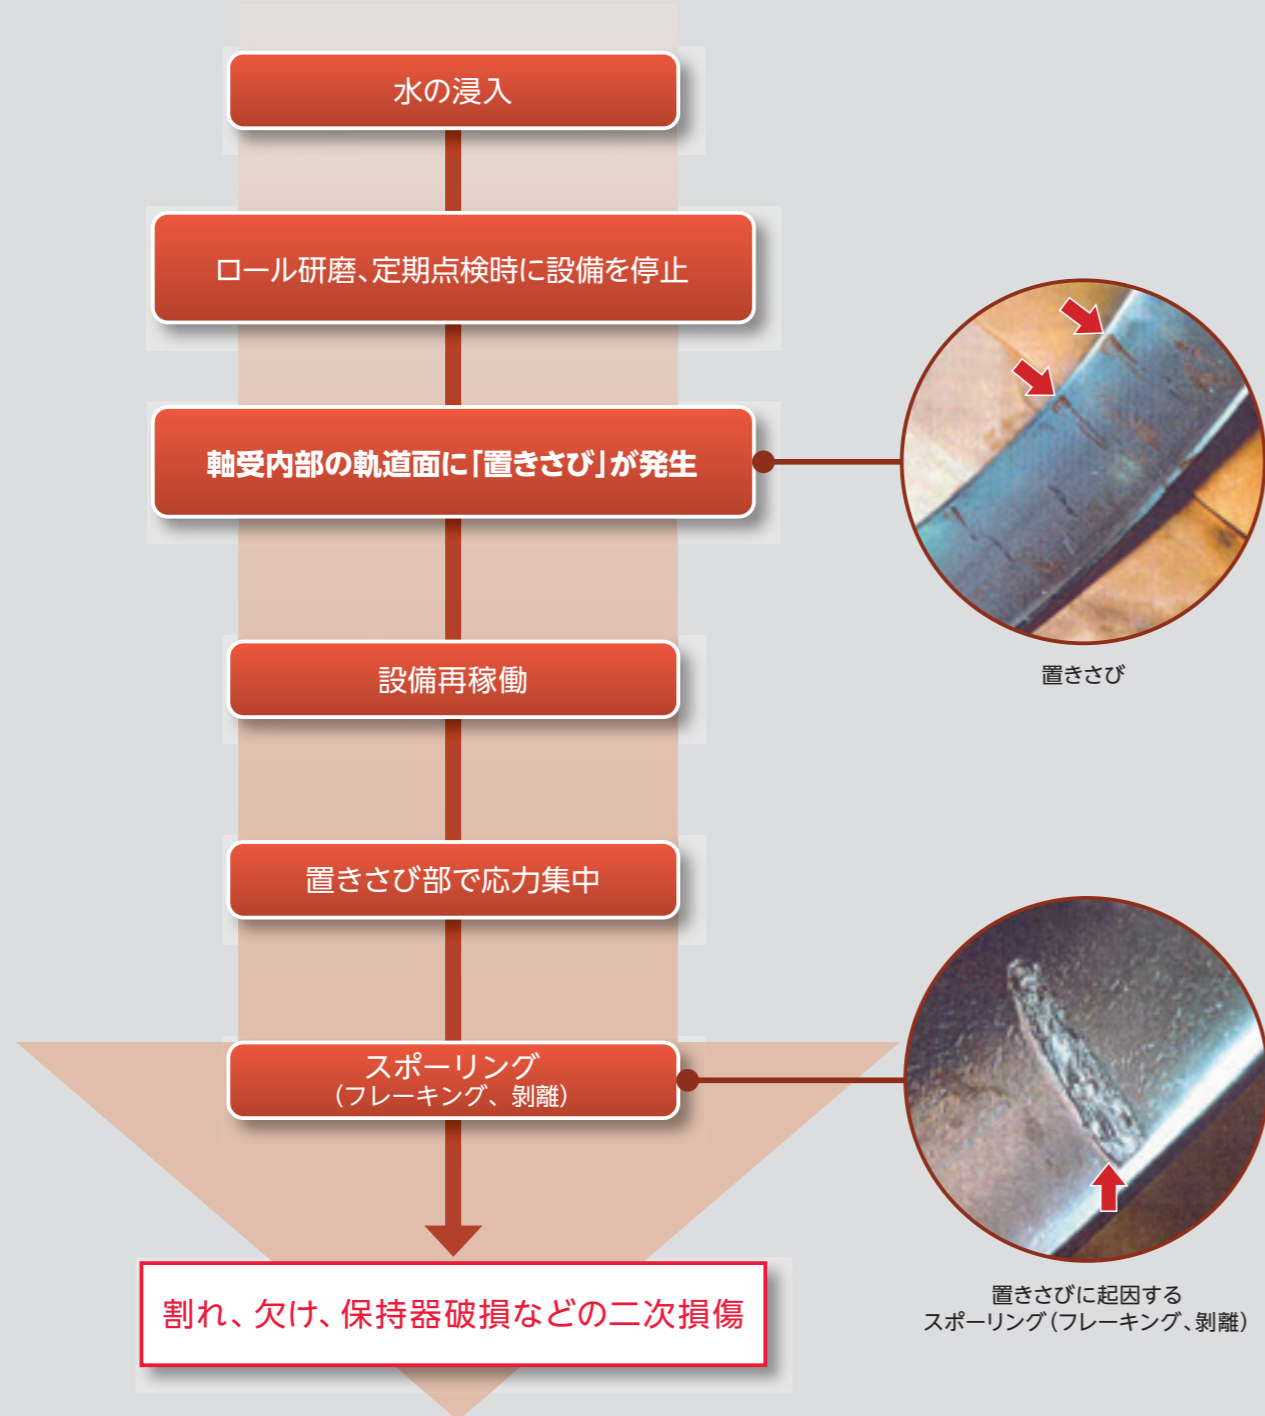 水の浸入
ロール研磨、定期点検時に設備を停止
軸受内部の軌道面に「置きさび」が発生
置きさび
設備再稼働
置きさび部で応力集中
スポーリング
(フレーキング、剝離)
置きさびに起因する
スポーリング(フレーキング、剝離)
割れ、欠け、保持器破損などの二次損傷